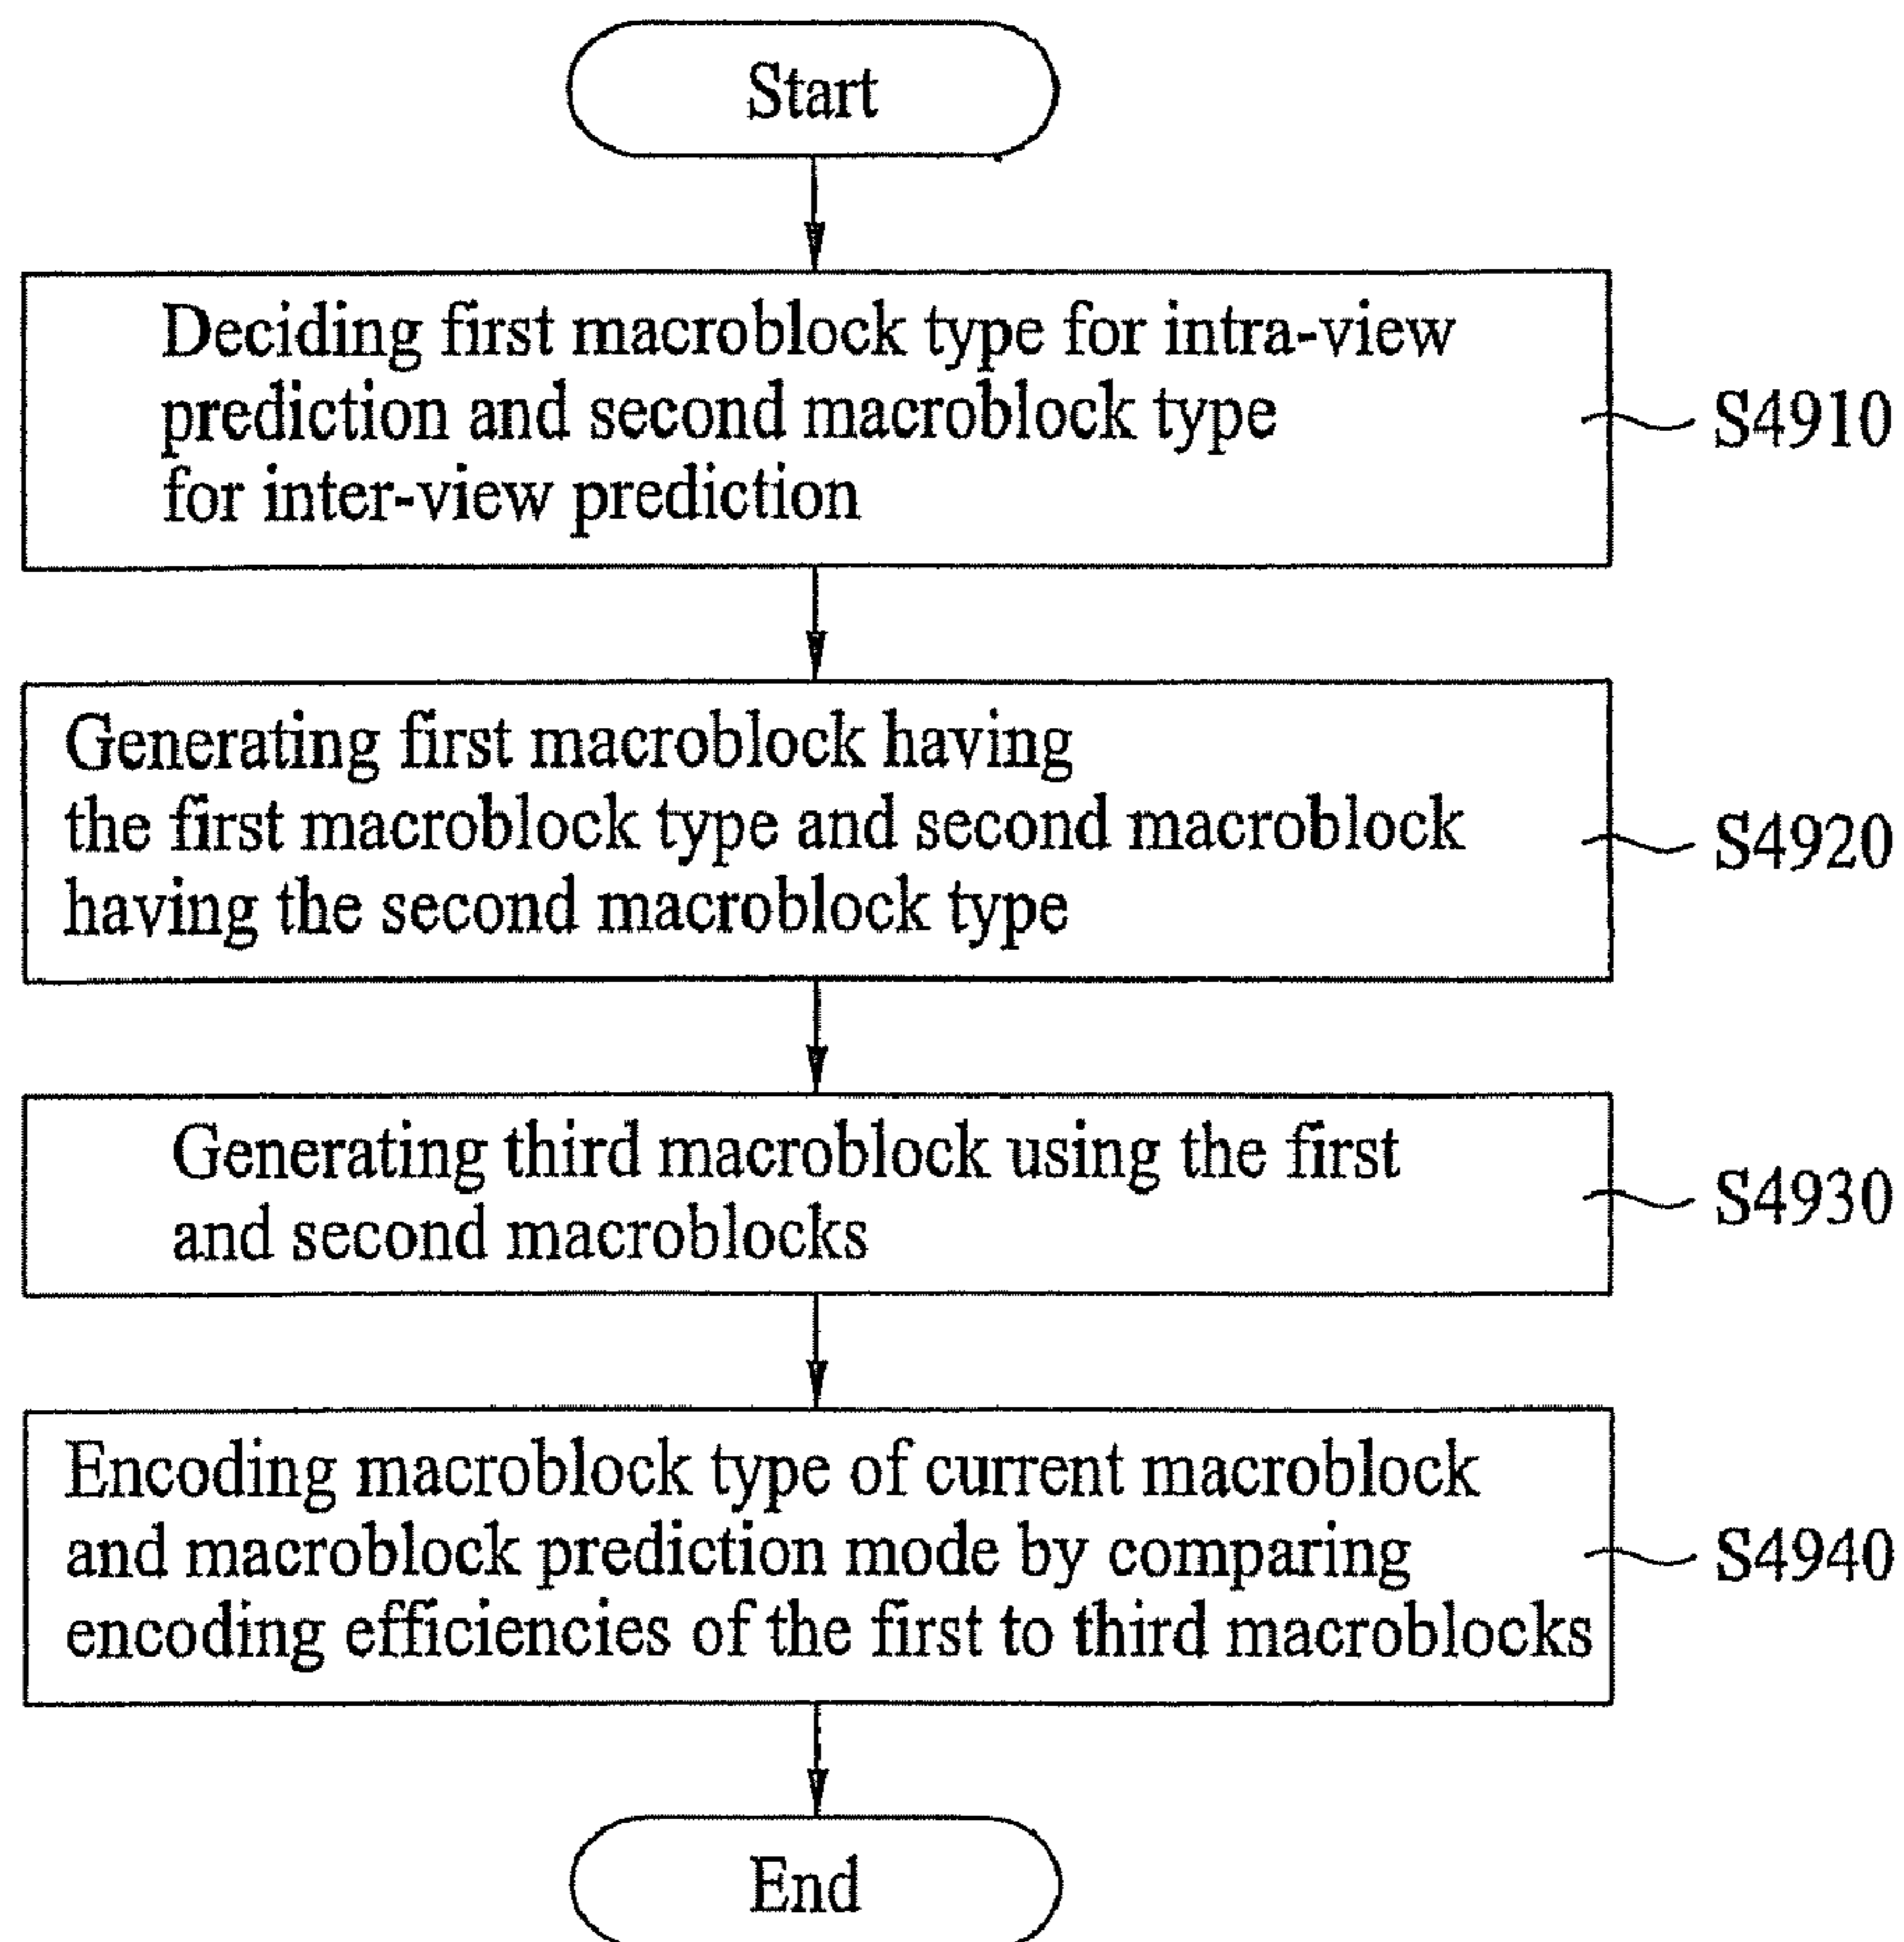 Start
Deciding first macroblock type for intra-view
prediction and second macroblock type
for inter-view prediction
S4910
Generating first macroblock having
the first macroblock type and second macroblock
having the second macroblock type
S4920
Generating third macroblock using the first
and second macroblocks
S4930
Encoding macroblock type of current macroblock
and macroblock prediction mode by comparing
encoding efficiencies of the first to third macroblocks
S4940
End